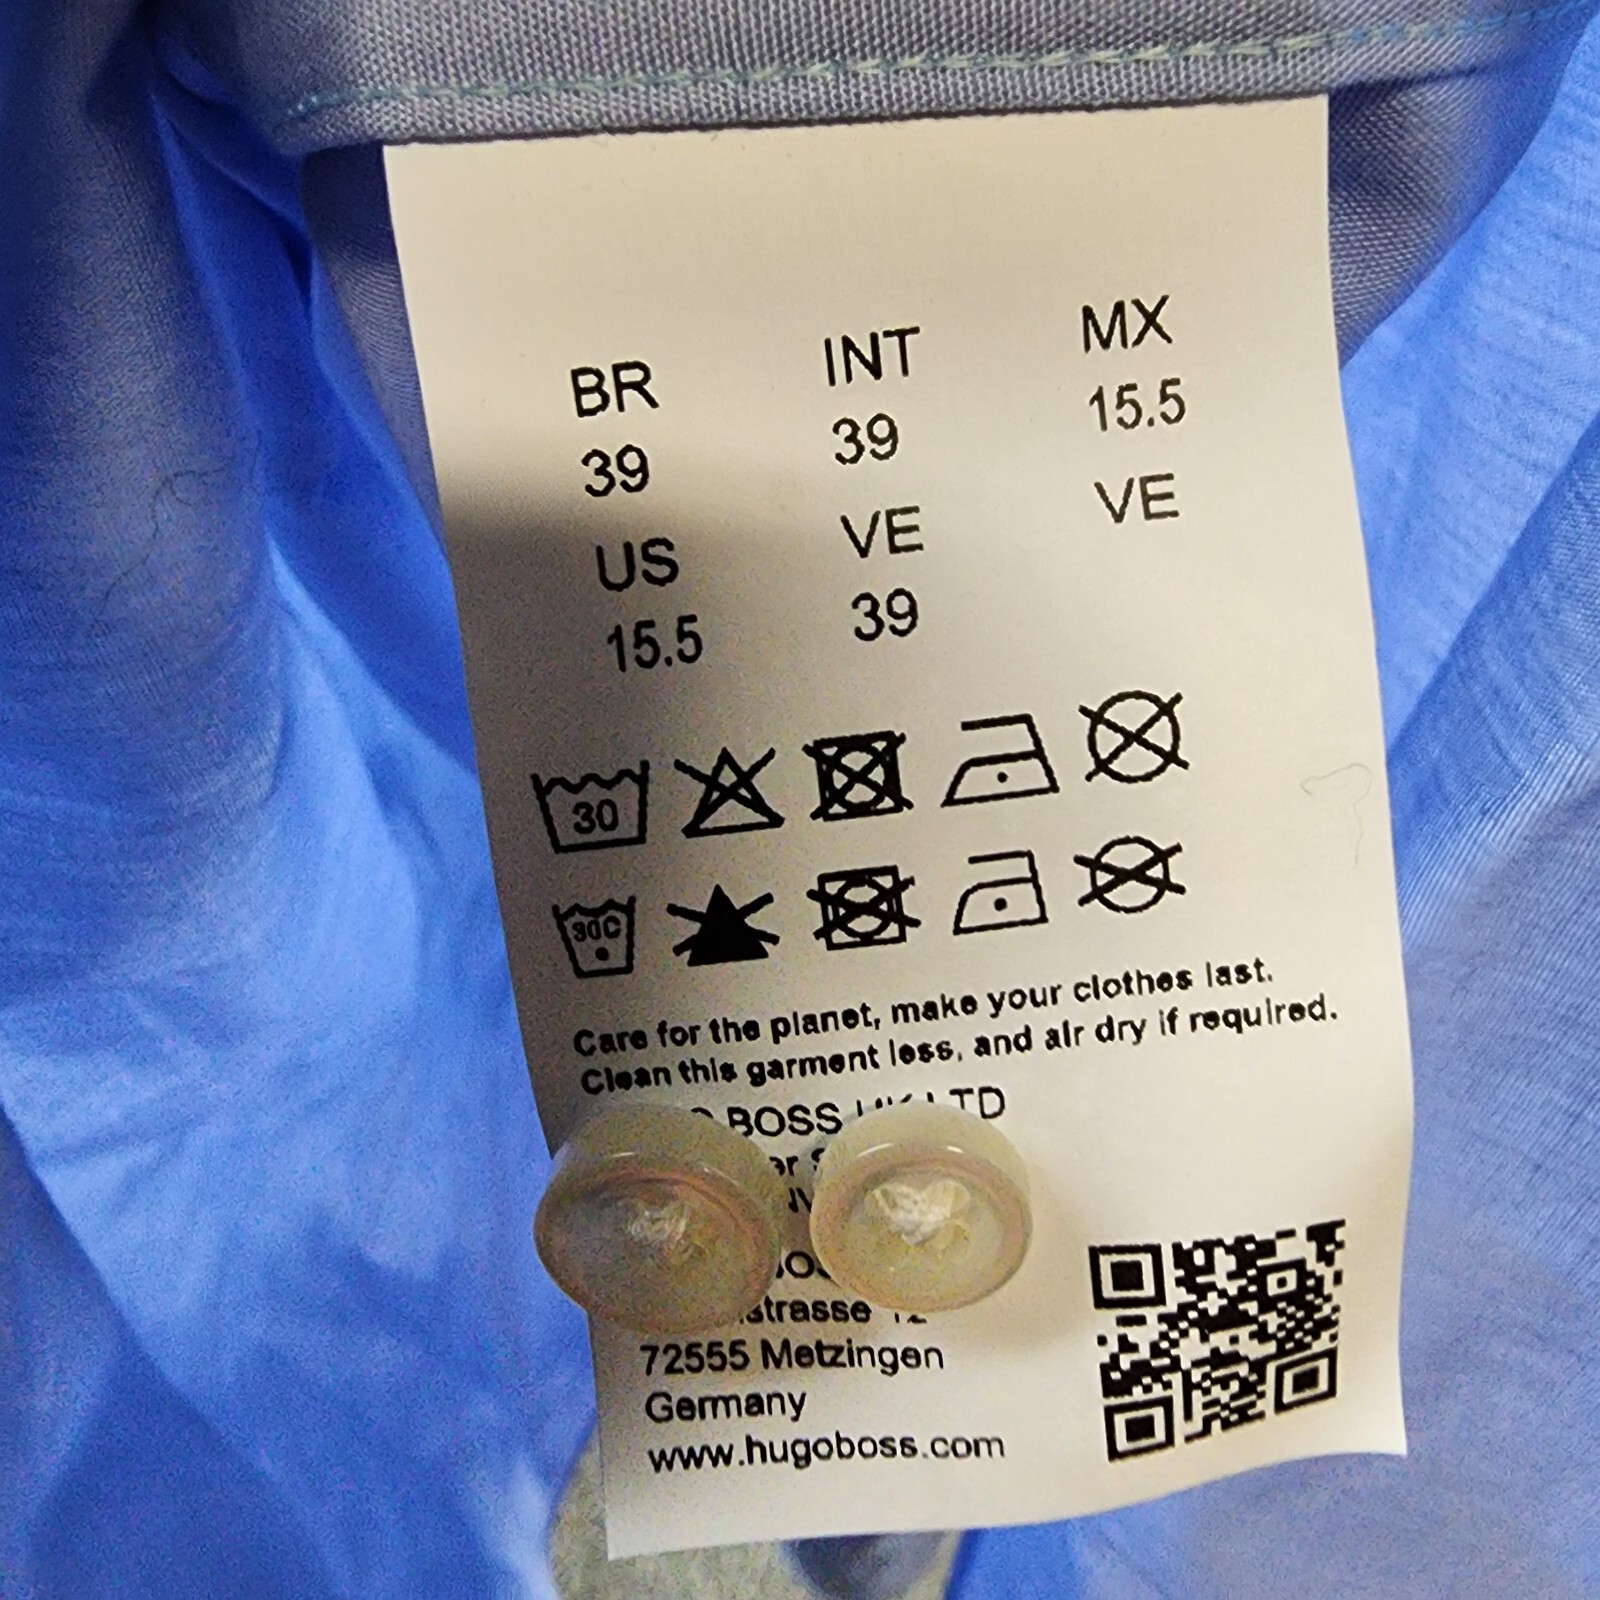 BR INT MX
39 39 15.5
US VE VE
15.5 39
30
30C
Care for the planet, make your clothes last.
Clean this garment less, and air dry if required.
BOSS UK LTD
72555 Metzingen
Germany
www.hugoboss.com